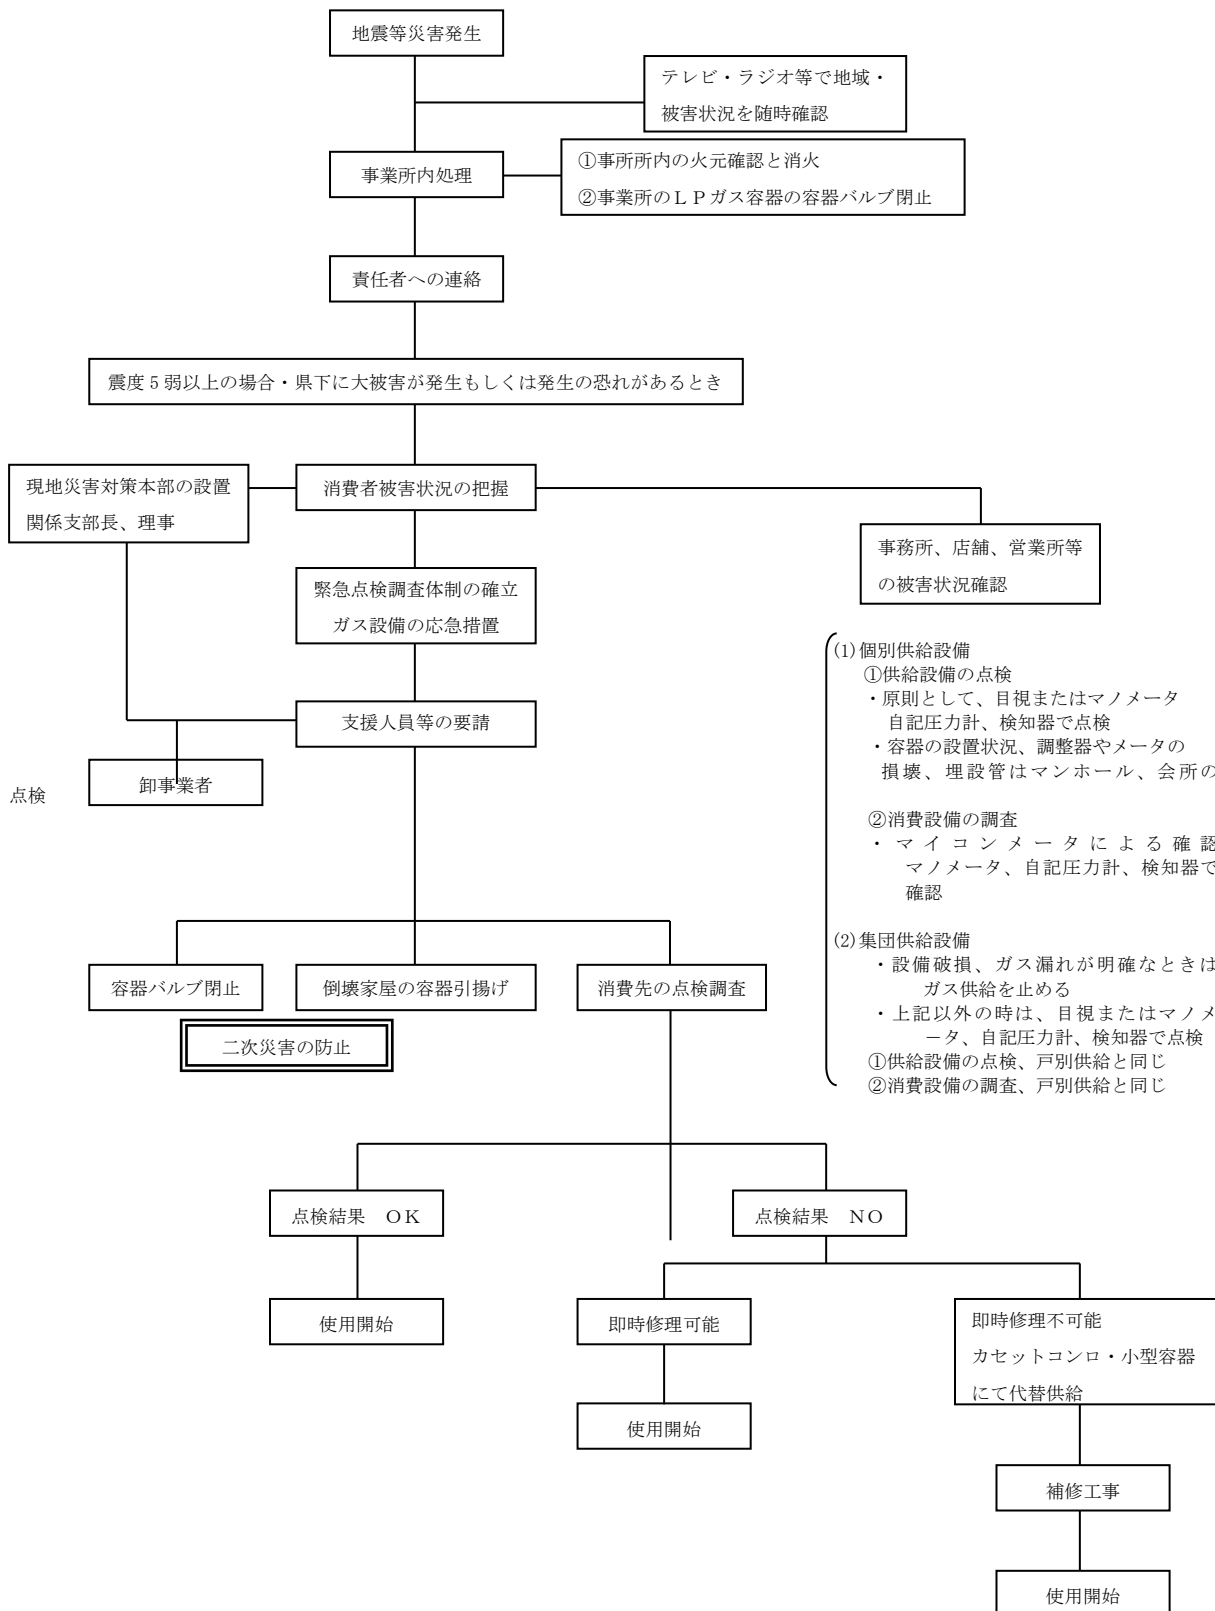 地震等災害発生
テレビ・ラジオ等で地域・
被害状況を随時確認
事業所内処理
①事所所内の火元確認と消火
②事業所のＬＰガス容器の容器バルブ閉止
責任者への連絡
震度５弱以上の場合・県下に大被害が発生もしくは発生の恐れがあるとき
現地災害対策本部の設置
関係支部長、理事
消費者被害状況の把握
事務所、店舗、営業所等
の被害状況確認
緊急点検調査体制の確立
ガス設備の応急措置
支援人員等の要請
卸事業者
点検
(1)個別供給設備
①供給設備の点検
・原則として、目視またはマノメータ
自記圧力計、検知器で点検
・容器の設置状況、調整器やメータの
損壊、埋設管はマンホール、会所の
②消費設備の調査
・マイコンメータによる確認
マノメータ、自記圧力計、検知器で
確認
(2)集団供給設備
・設備破損、ガス漏れが明確なときは
ガス供給を止める
・上記以外の時は、目視またはマノメ
－タ、自記圧力計、検知器で点検
①供給設備の点検、戸別供給と同じ
②消費設備の調査、戸別供給と同じ
容器バルブ閉止
倒壊家屋の容器引揚げ
消費先の点検調査
二次災害の防止
点検結果　ＯＫ
点検結果　ＮＯ
使用開始
即時修理可能
即時修理不可能
カセットコンロ・小型容器
にて代替供給
使用開始
補修工事
使用開始